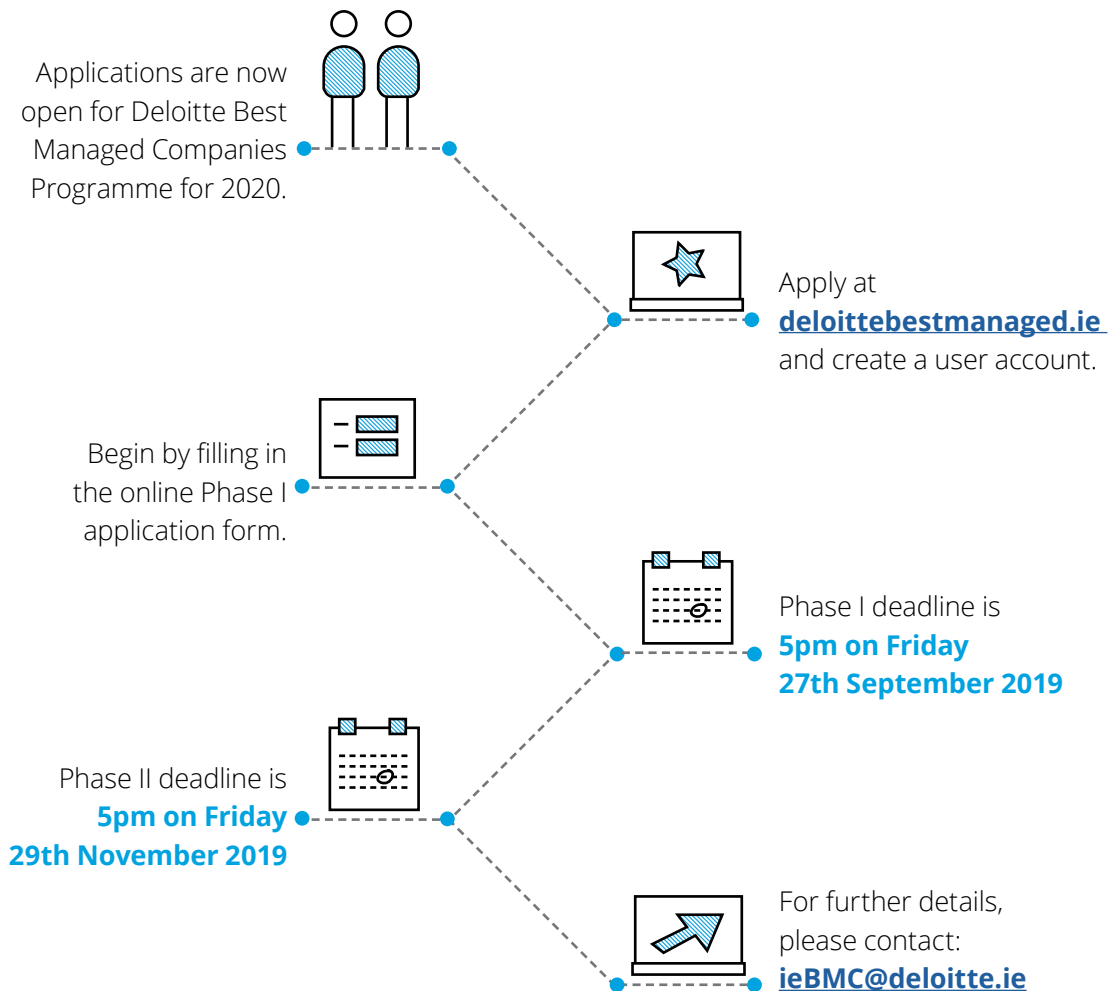 Applications are now
open for Deloitte Best
Managed Companies
Programme for 2020.
Apply at
deloittebestmanaged.ie
and create a user account.
Begin by filling in
the online Phase I
application form.
Phase I deadline is
5pm on Friday
27th September 2019
Phase II deadline is
5pm on Friday
29th November 2019
For further details,
please contact:
ieBMC@deloitte.ie